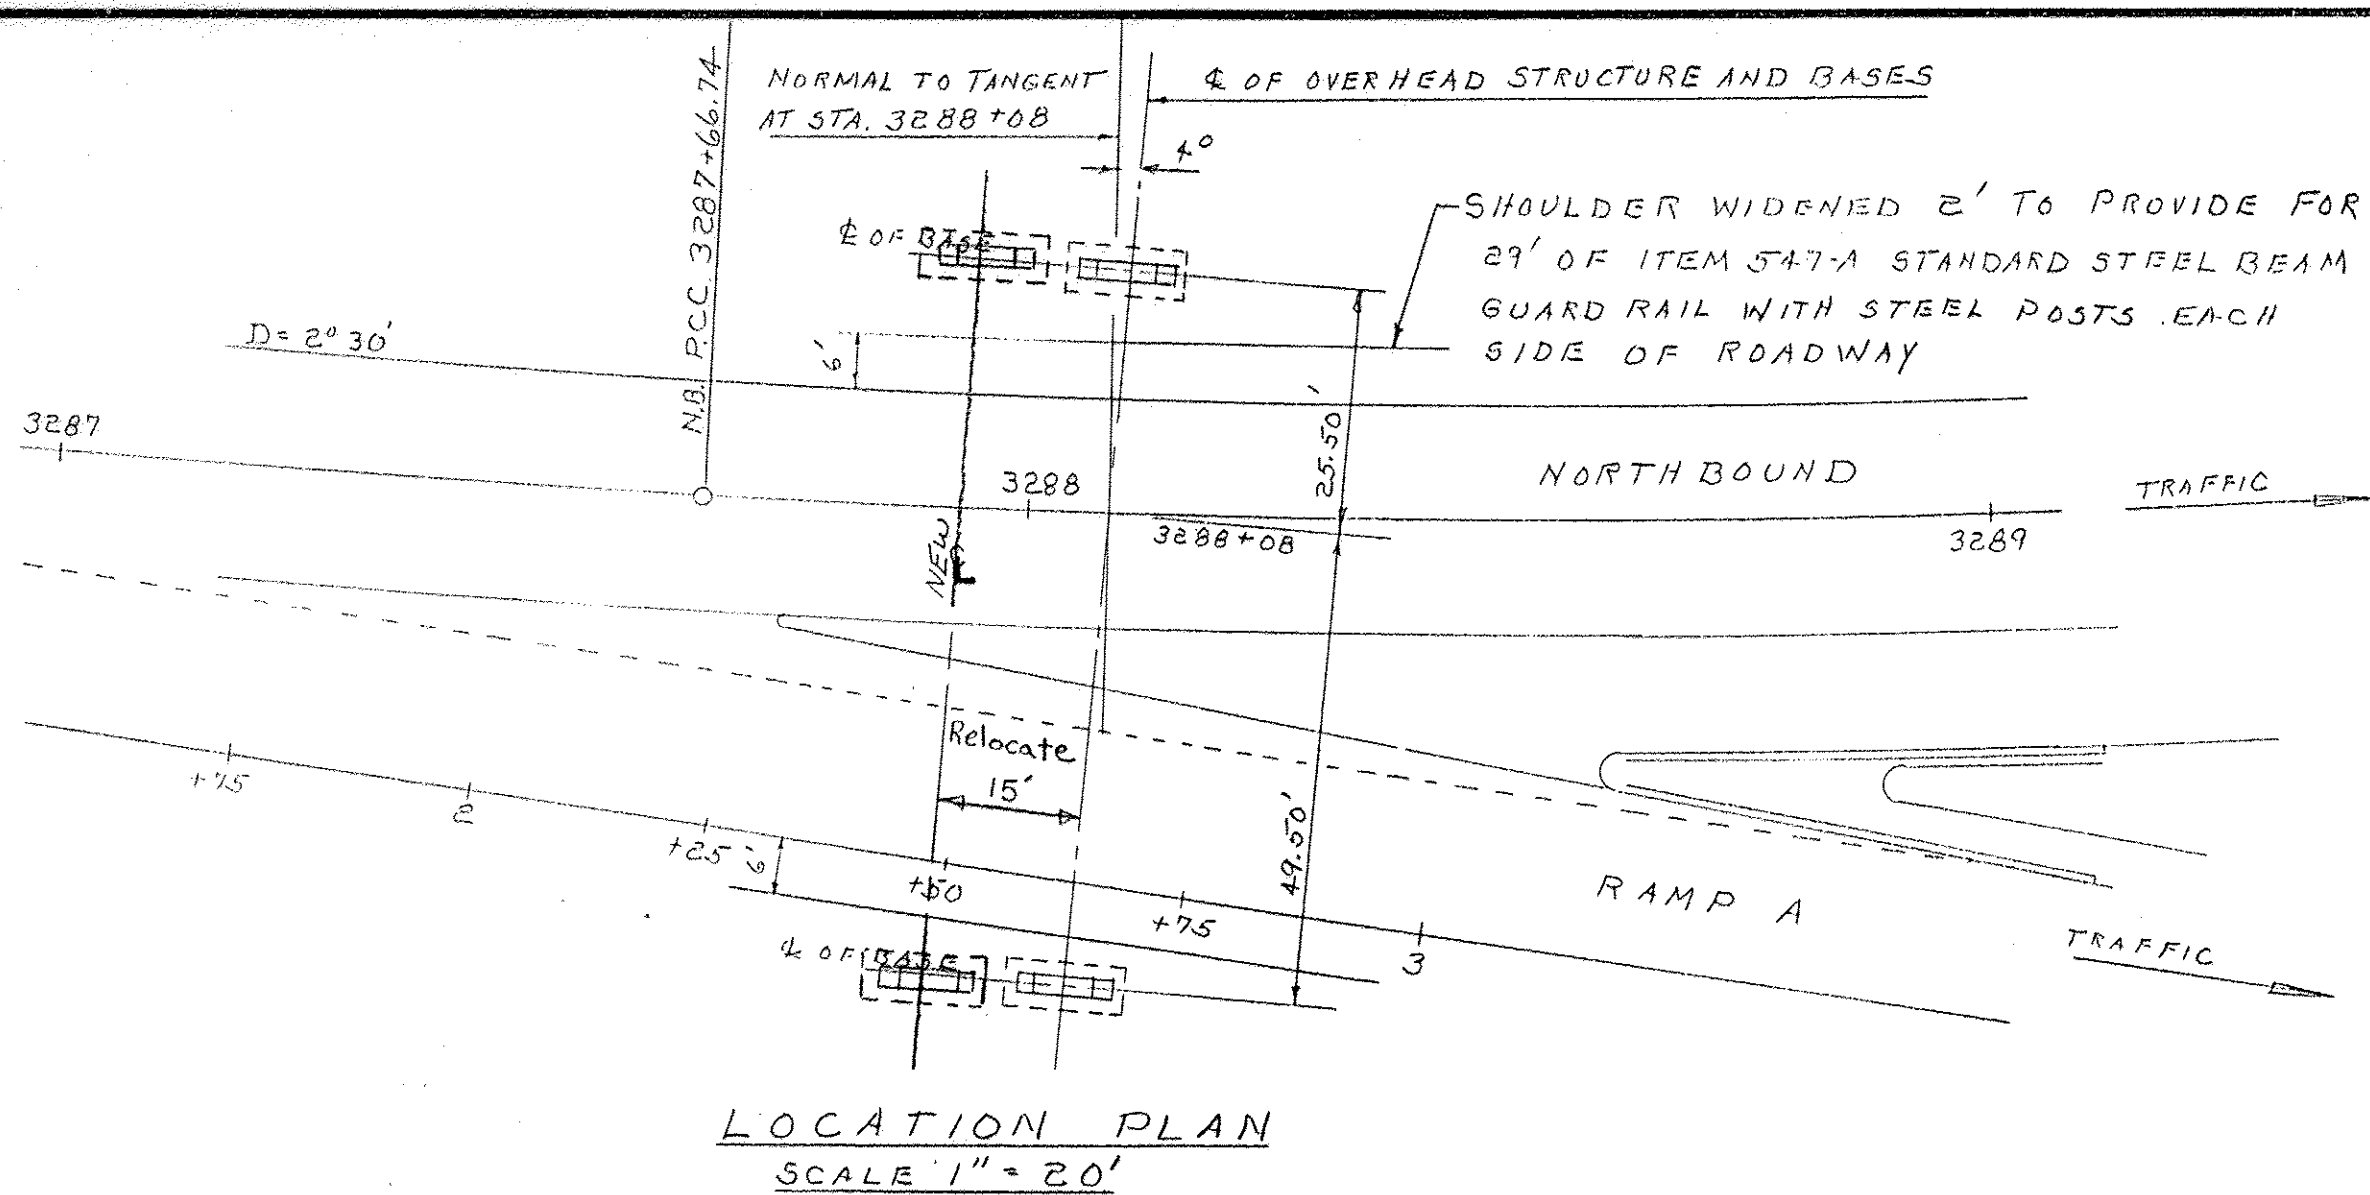 NORMAL TO TANGENT
AT STA. 3288+08
℄ OF OVERHEAD STRUCTURE AND BASES
4°
N.B. P.C.C. 3287+66.74
SHOULDER WIDENED 2' TO PROVIDE FOR
29' OF ITEM 547-A STANDARD STEEL BEAM
GUARD RAIL WITH STEEL POSTS EACH
SIDE OF ROADWAY
℄ OF BASE
D= 2° 30'
6'
3287
3288
25.50'
NORTHBOUND
TRAFFIC
3288+08
3289
NEW ℄
Relocate
15'
+75
2
+25
6'
+50
+75
3
49.50'
RAMP A
TRAFFIC
℄ OF BASE
LOCATION PLAN
SCALE 1" = 20'